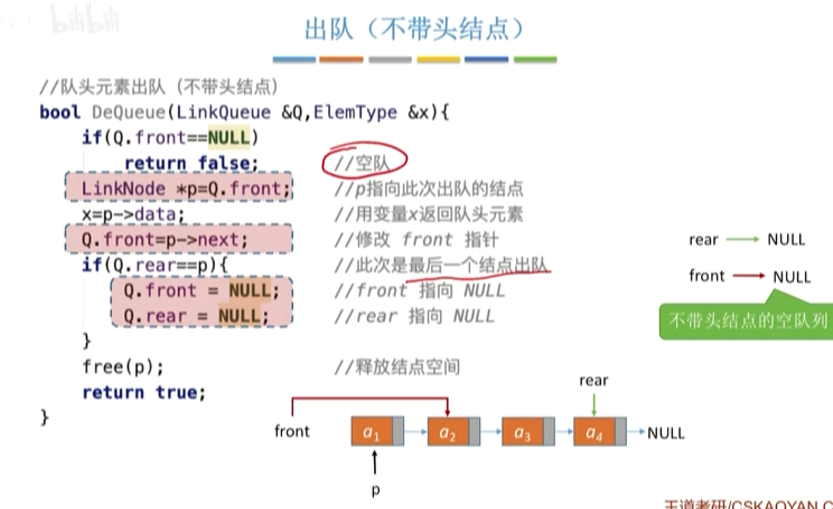 bilibili
出队（不带头结点）
//队头元素出队（不带头结点）
bool DeQueue(LinkQueue &Q,ElemType &x){
if(Q.front==NULL)
return false; //空队
LinkNode *p=Q.front; //p指向此次出队的结点
x=p->data; //用变量x返回队头元素
Q.front=p->next; //修改 front 指针
if(Q.rear==p){ //此次是最后一个结点出队
Q.front = NULL; //front 指向 NULL
Q.rear = NULL; //rear 指向 NULL
}
free(p); //释放结点空间
return true;
}
rear NULL
front NULL
不带头结点的空队列
rear
front a1 a2 a3 a4 NULL
p
王道考研/CSKAOYAN.C